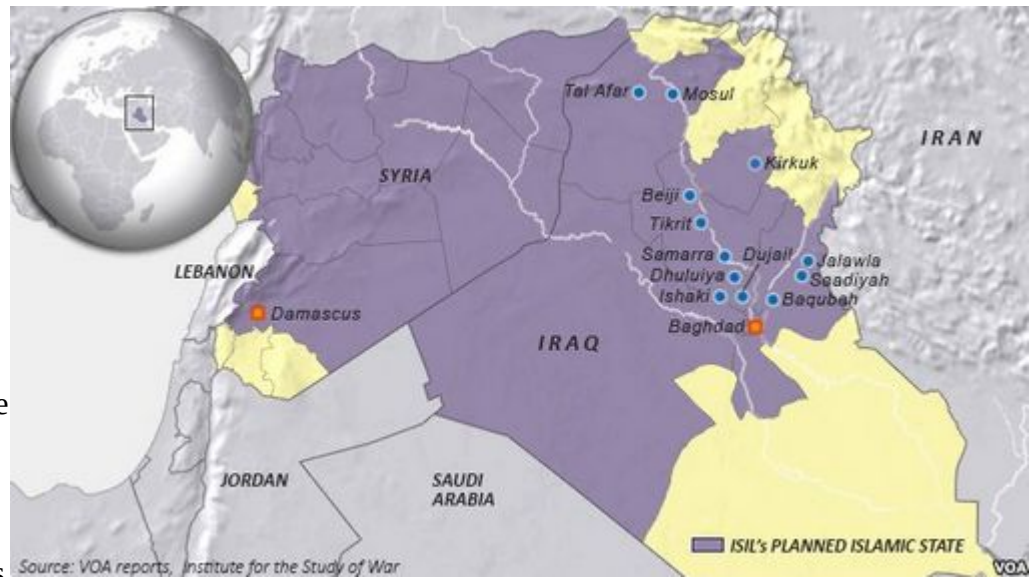 Tal Afar
Mosul
IRAN
Kirkuk
SYRIA
Beiji
Tikrit
Samarra
Dujail
Jalawla
LEBANON
Dhuluiya
Saadiyah
Ishaki
Baqubah
Damascus
Baghdad
IRAQ
e
JORDAN
SAUDI
ARABIA
ISIL's PLANNED ISLAMIC STATE
s
Source: VOA reports, Institute for the Study of War
VOA